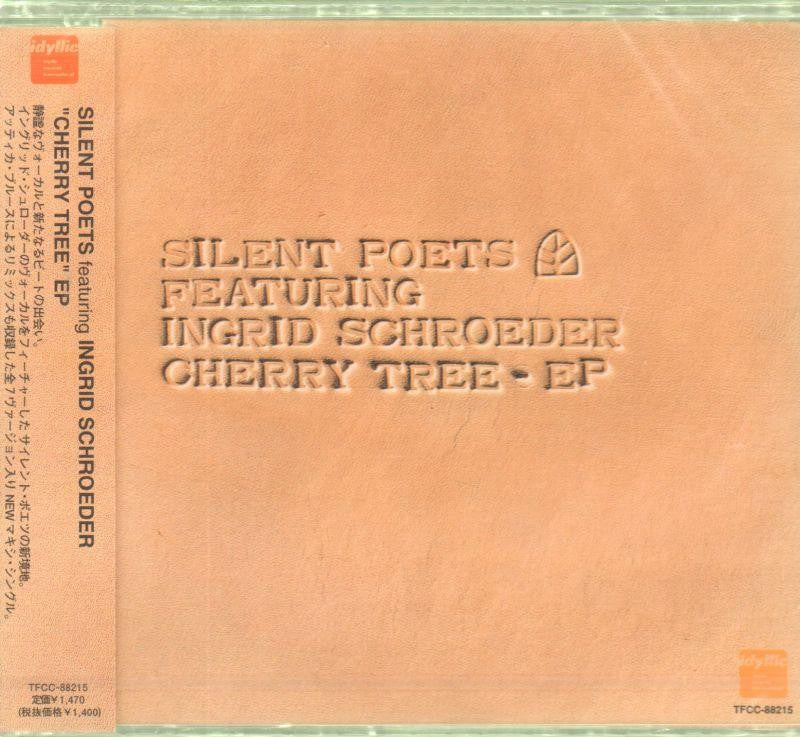 idyllic
SILENT POETS featuring INGRID SCHROEDER
"CHERRY TREE" EP
静謐なヴォーカルと新たなるビートの出会い。
イングリッド・シュローダーのヴォーカルをフィーチャーした サイレント・ポエツの新境地。
アッティカ・ブルースによるリミックスも収録した全7ヴァージョン入り NEW マキシ・シングル。
TFCC-88215
定価¥1,470
(税抜価格¥1,400)
SILENT POETS
FEATURING
INGRID SCHROEDER
CHERRY TREE - EP
idyllic
TFCC-88215